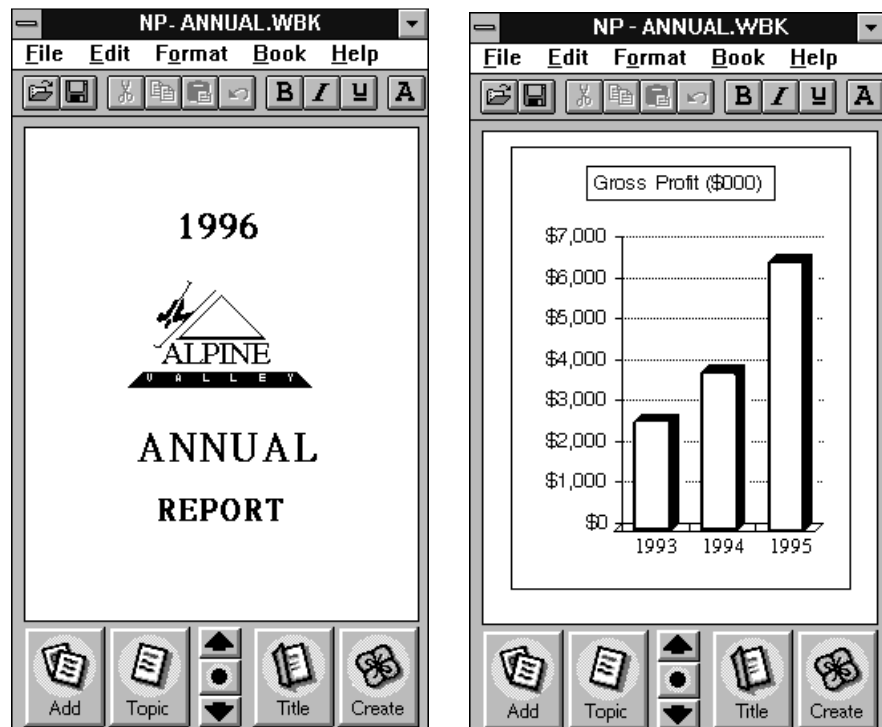 NP- ANNUAL.WBK
File Edit Format Book Help
B I U A
1996
ALPINE
VALLEY
ANNUAL
REPORT
Add Topic Title Create
NP - ANNUAL.WBK
File Edit Format Book Help
B I U A
Gross Profit ($000)
$7,000
$6,000
$5,000
$4,000
$3,000
$2,000
$1,000
$0
1993 1994 1995
Add Topic Title Create